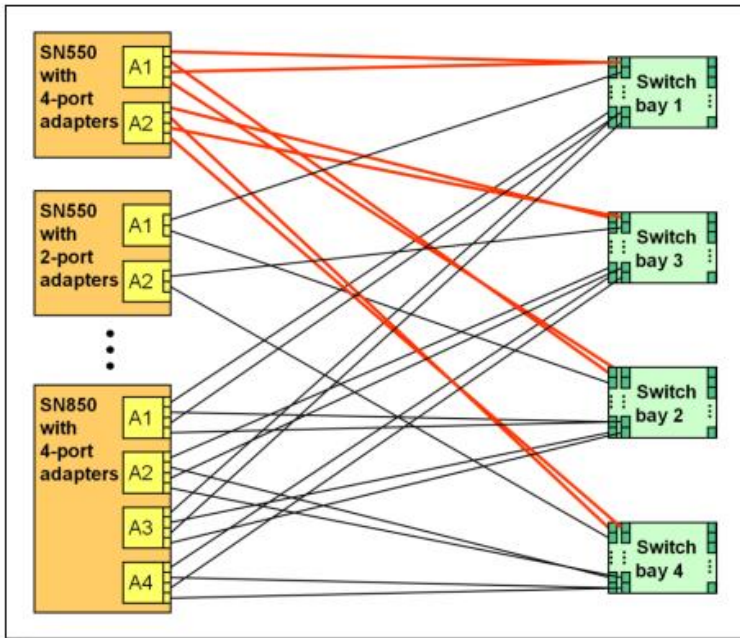 SN550
with
4-port
adapters
A1
A2
SN550
with
2-port
adapters
A1
A2
SN850
with
4-port
adapters
A1
A2
A3
A4
Switch
bay 1
Switch
bay 3
Switch
bay 2
Switch
bay 4